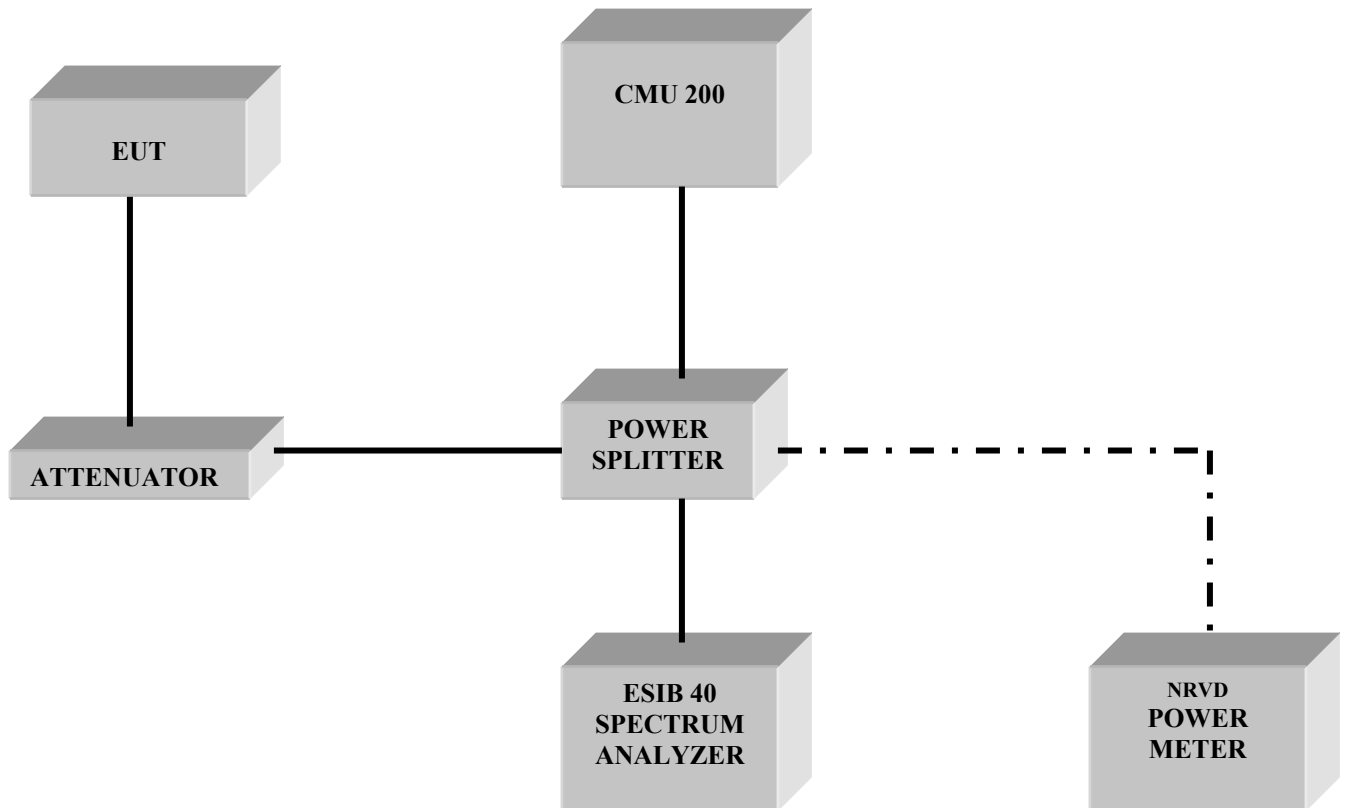 CMU 200
EUT
POWER
SPLITTER
ATTENUATOR
ESIB 40
SPECTRUM
ANALYZER
NRVD
POWER
METER